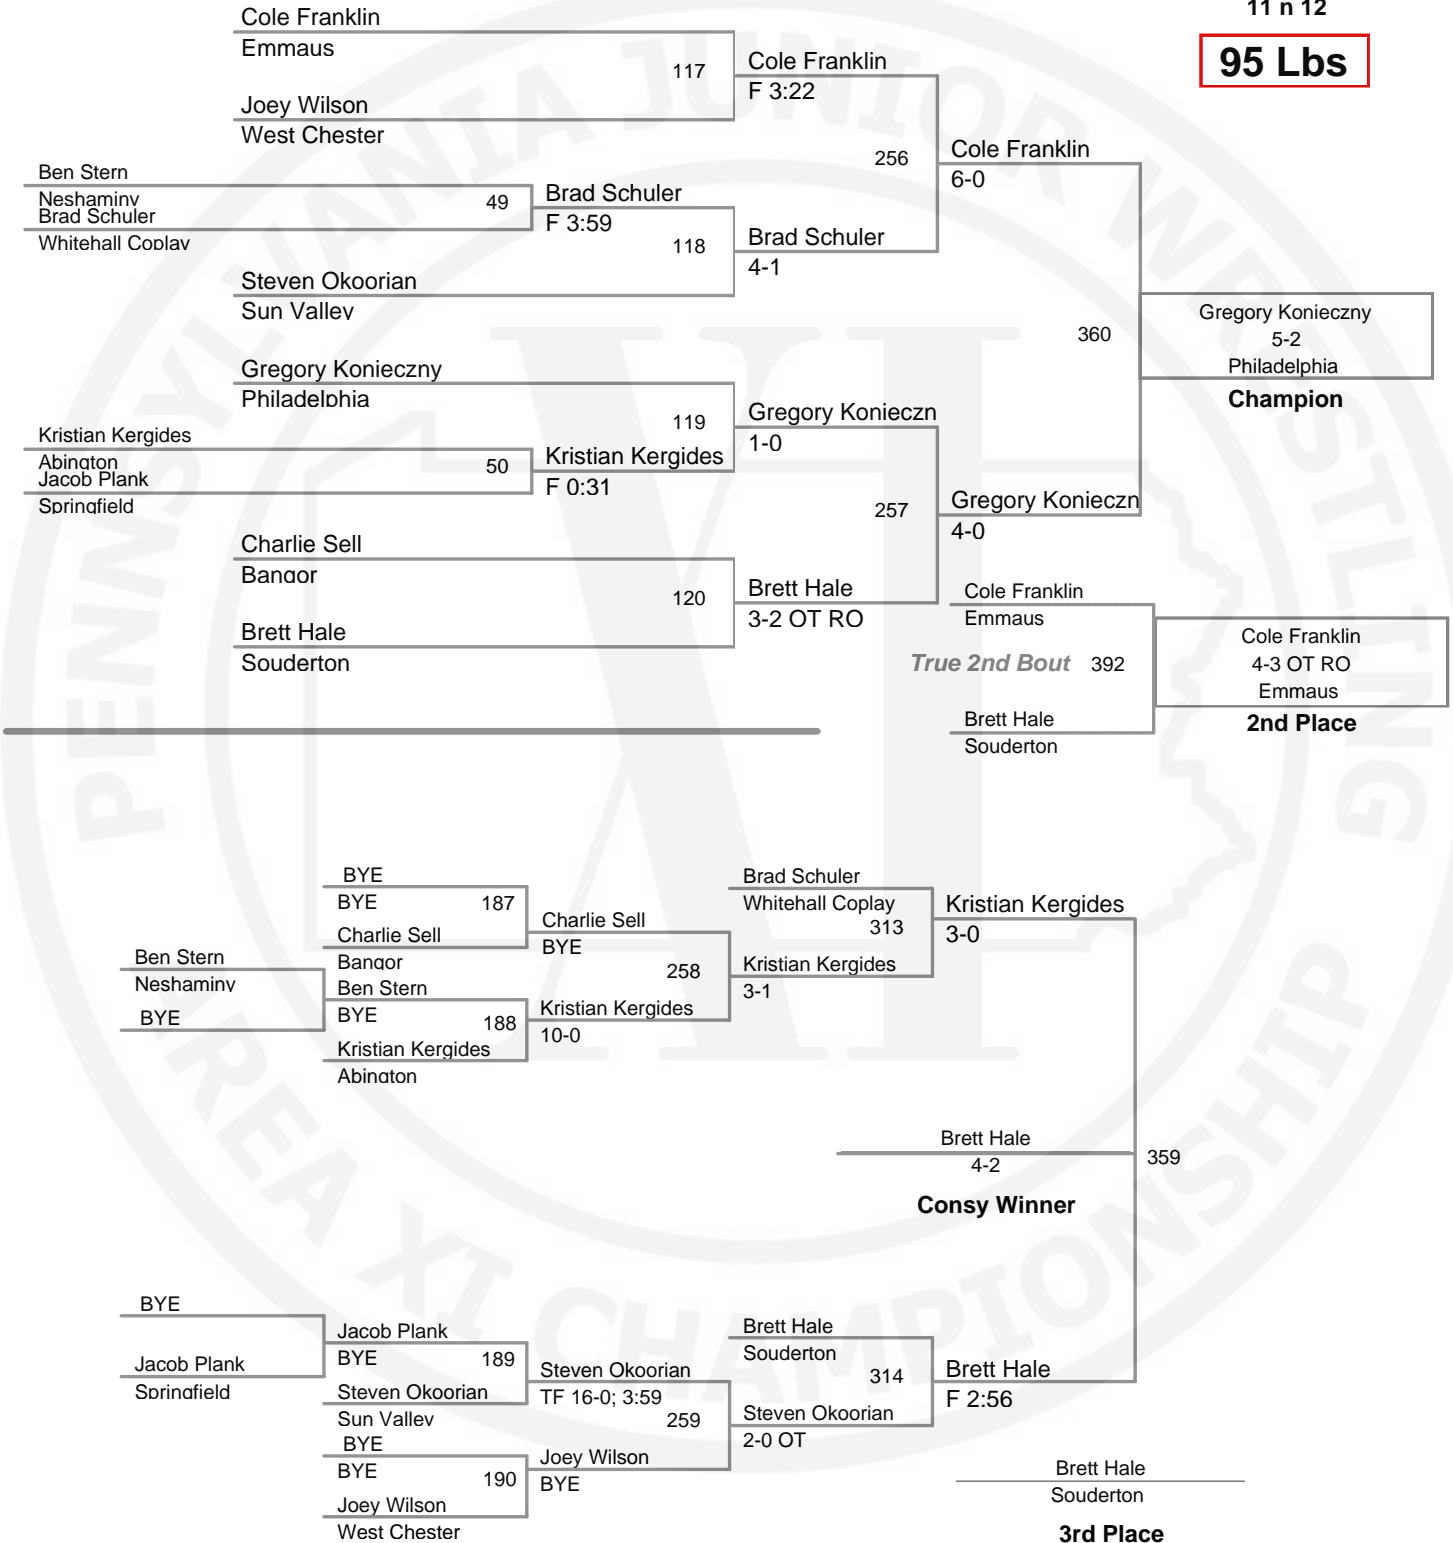 11 n 12
95 Lbs
Cole Franklin
Emmaus
117
Cole Franklin
F 3:22
Joey Wilson
West Chester
256
Cole Franklin
6-0
Ben Stern
Neshaminy
Brad Schuler
Whitehall Coplay
49
Brad Schuler
F 3:59
118
Brad Schuler
4-1
Steven Okoorian
Sun Valley
360
Gregory Konieczny
5-2
Philadelphia
Champion
Gregory Konieczny
Philadelphia
119
Gregory Konieczn
1-0
Kristian Kergides
Abington
Jacob Plank
Springfield
50
Kristian Kergides
F 0:31
257
Gregory Konieczn
4-0
Charlie Sell
Bangor
120
Brett Hale
3-2 OT RO
Brett Hale
Souderton
Cole Franklin
Emmaus
True 2nd Bout 392
Brett Hale
Souderton
Cole Franklin
4-3 OT RO
Emmaus
2nd Place
BYE
BYE
187
Charlie Sell
Bangor
Charlie Sell
BYE
Ben Stern
Neshaminy
BYE
Ben Stern
BYE
188
Kristian Kergides
Abington
Kristian Kergides
10-0
258
Brad Schuler
Whitehall Coplay
313
Kristian Kergides
3-1
Kristian Kergides
3-0
Brett Hale
4-2
359
Consy Winner
BYE
Jacob Plank
Springfield
Jacob Plank
BYE
189
Steven Okoorian
Sun Valley
Steven Okoorian
TF 16-0; 3:59
259
BYE
BYE
190
Joey Wilson
West Chester
Joey Wilson
BYE
Brett Hale
Souderton
314
Steven Okoorian
2-0 OT
Brett Hale
F 2:56
Brett Hale
Souderton
3rd Place
PENNSYLVANIA JUNIOR WRESTLING
XI
AREA XI CHAMPIONSHIP